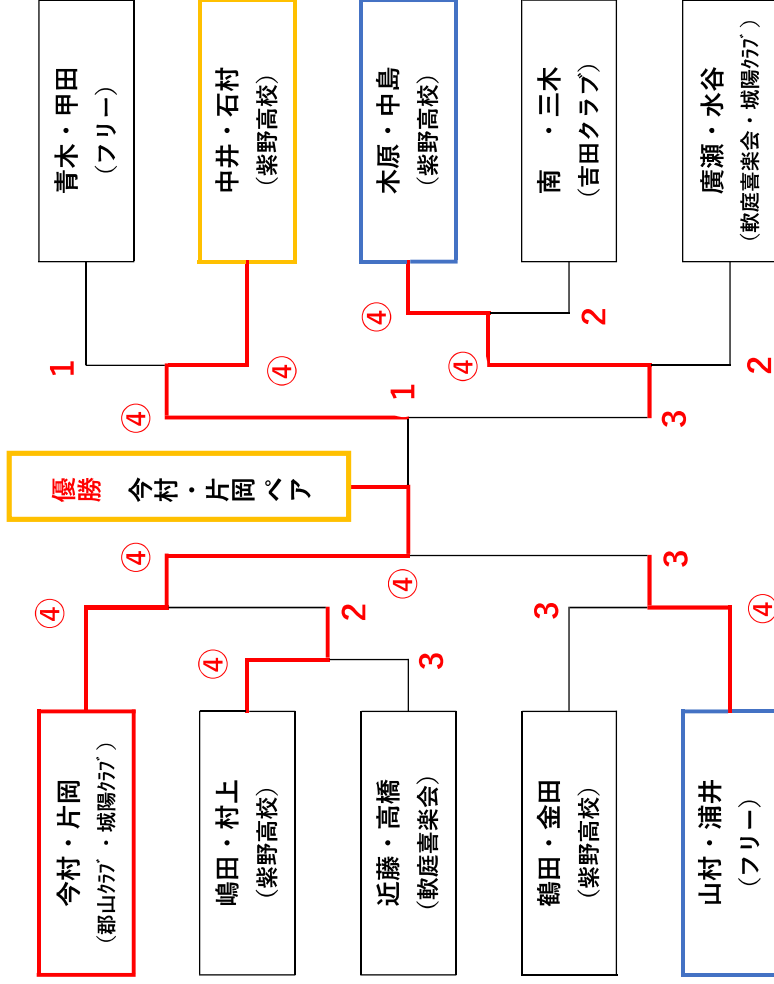 今村・片岡
(郡山クラブ・城陽クラブ)
嶋田・村上
(紫野高校)
近藤・高橋
(軟庭喜楽会)
鶴田・金田
(紫野高校)
山村・浦井
(フリー)
④
④
3
3
④
④
2
3
④
優勝 今村・片岡 ペア
1
④
3
1
④
④
2
④
2
青木・甲田
(フリー)
中井・石村
(紫野高校)
木原・中島
(紫野高校)
南 ・三木
(吉田クラブ)
廣瀬・水谷
(軟庭喜楽会・城陽クラブ)